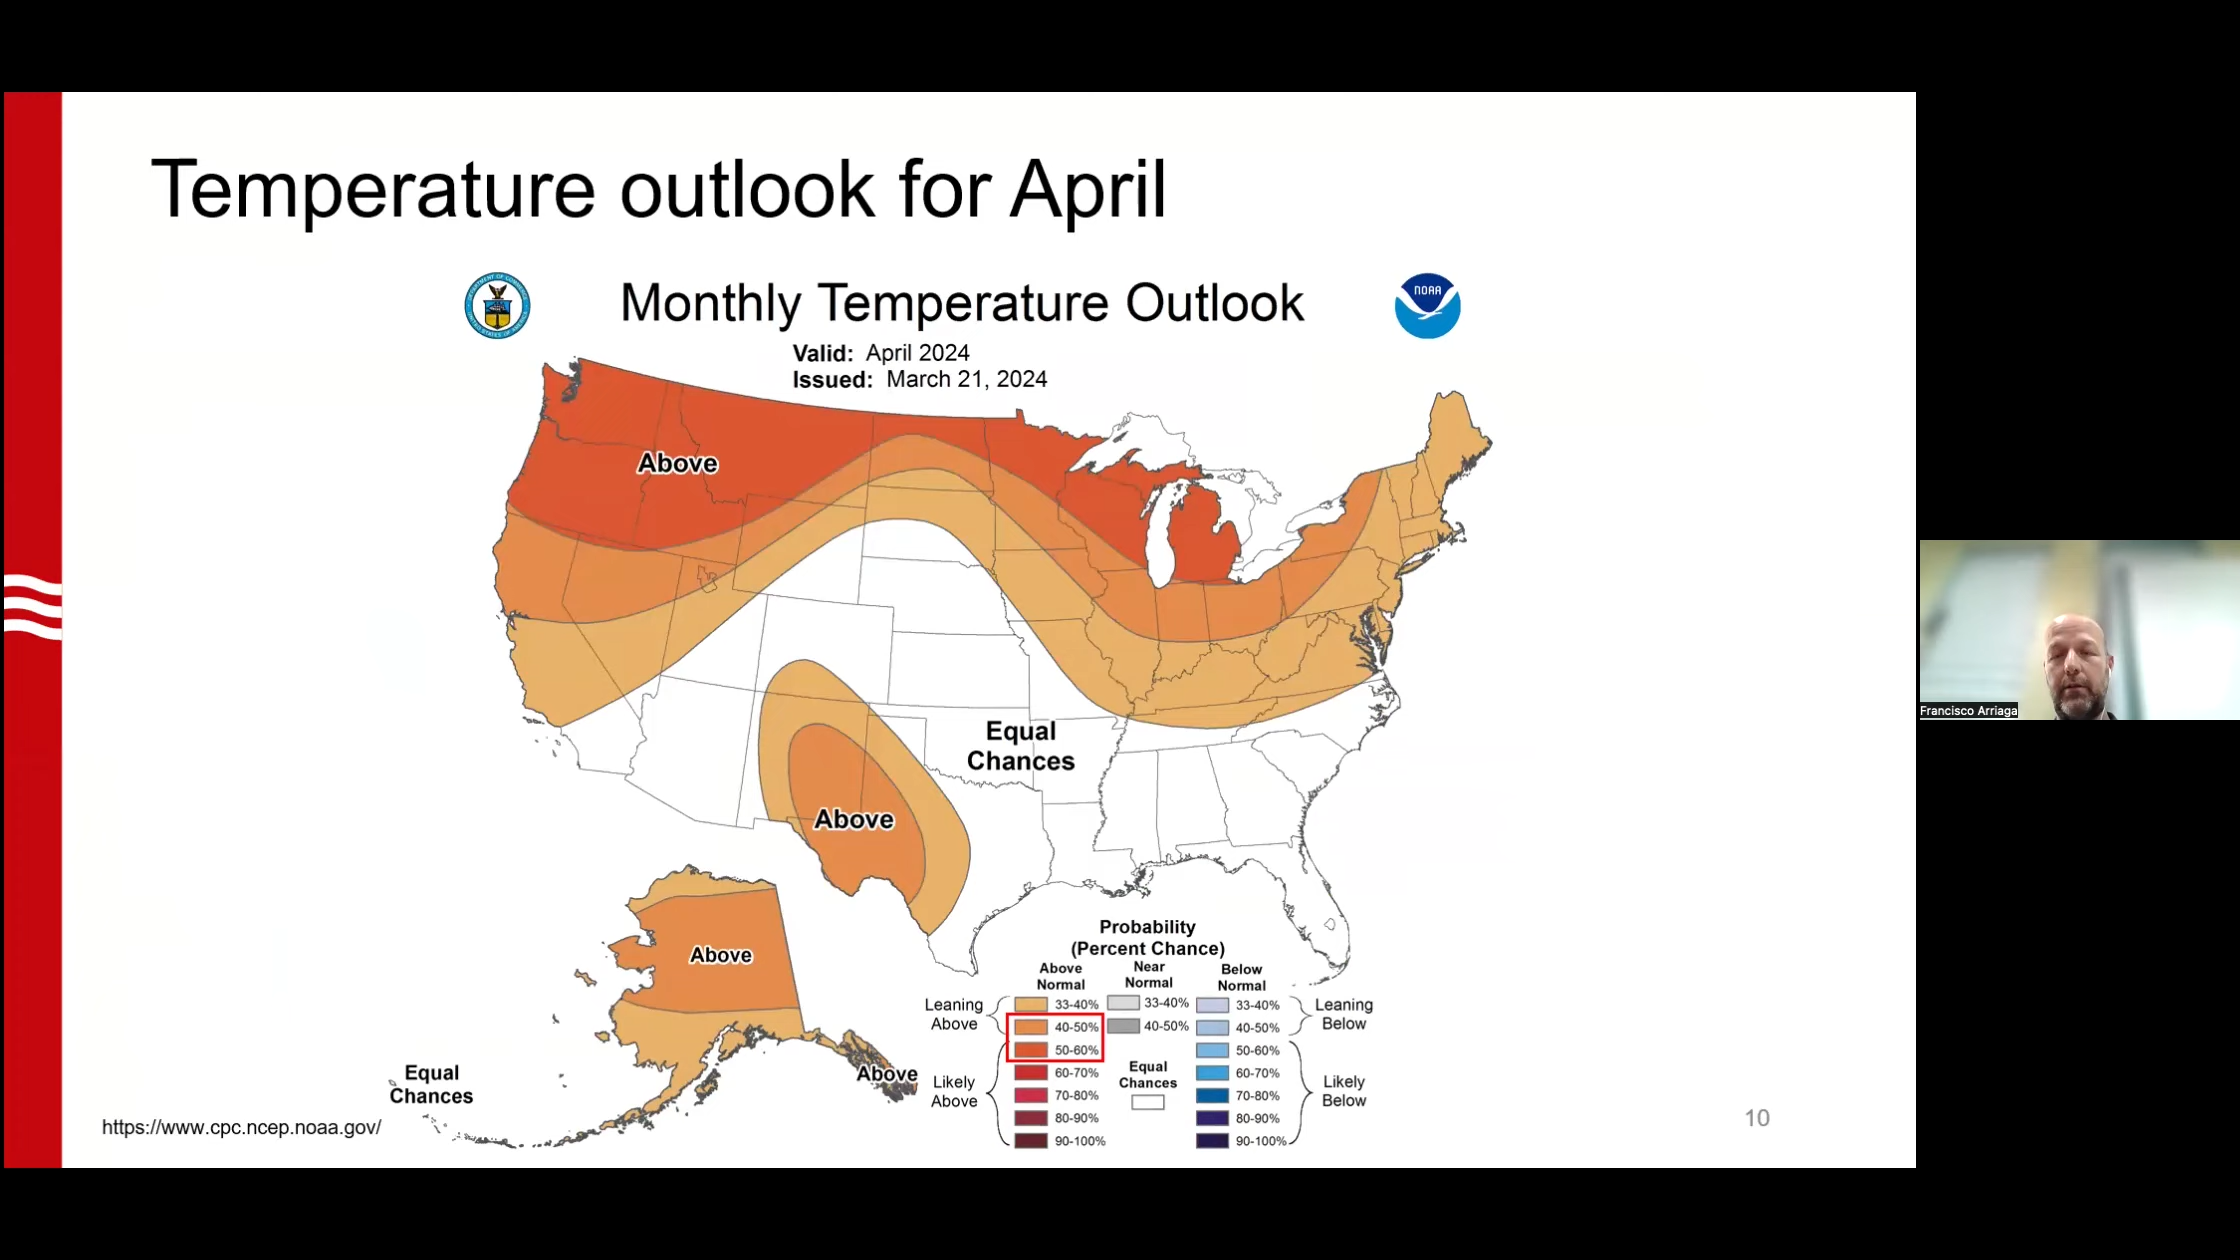 Temperature outlook for April
NOAA
Monthly Temperature Outlook
Valid: April 2024
Issued: March 21, 2024
Above
Equal
Chances
Above
Above
Above
Equal
Chances
Probability
(Percent Chance)
Above
Normal
Near
Normal
Below
Normal
Leaning
Above
33-40%
40-50%
50-60%
60-70%
70-80%
80-90%
90-100%
Likely
Above
33-40%
40-50%
Equal
Chances
33-40%
40-50%
50-60%
60-70%
70-80%
80-90%
90-100%
Leaning
Below
Likely
Below
https://www.cpc.ncep.noaa.gov/
10
Francisco Arriaga